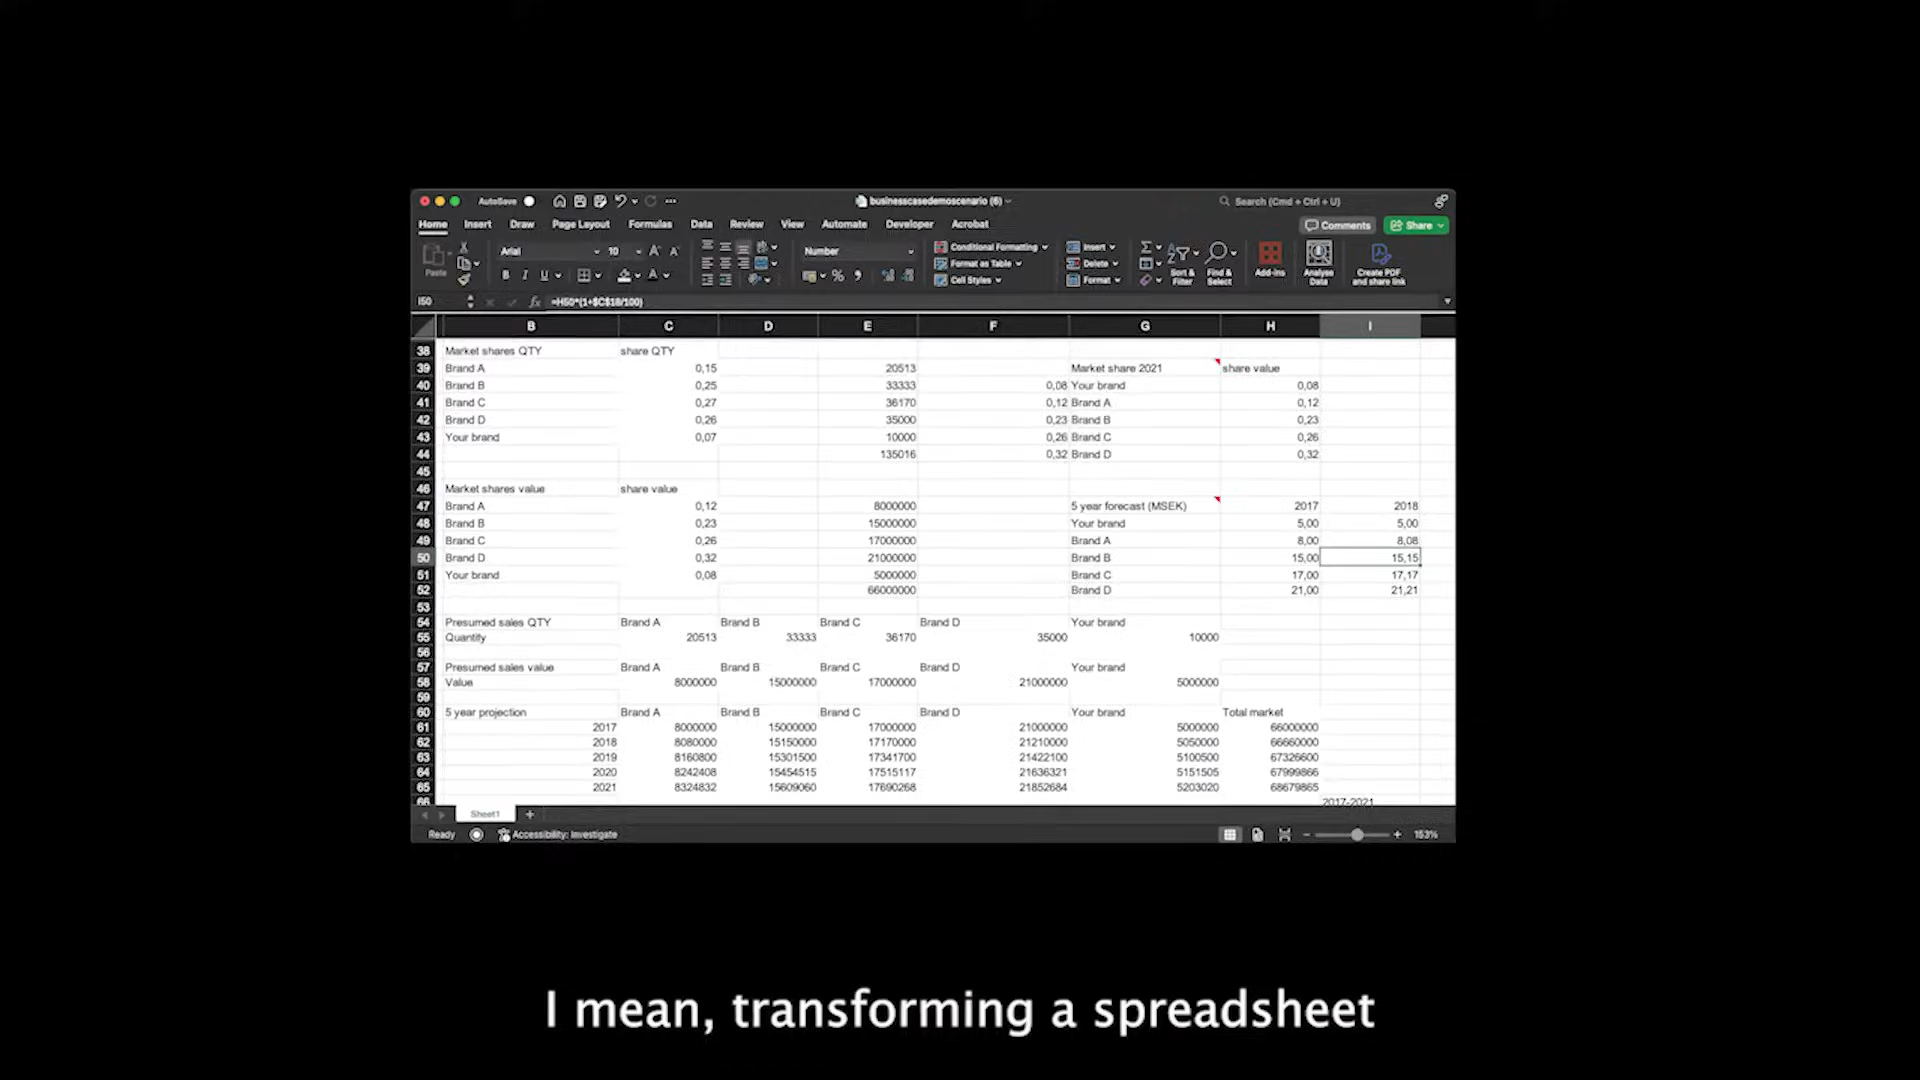 AutoSave businesscasedemoscenario (6) Search (Cmd + Ctrl + U)
Home Insert Draw Page Layout Formulas Data Review View Automate Developer Acrobat Comments Share
Paste Arial 10 Number Conditional Formatting Insert
Format as Table Delete
B I U Cell Styles Format Sort & Filter Find & Select Add-ins Analyse Data Create PDF and share link
I50 fx =H50*(1+$C$18/100)
B C D E F G H I
38 Market shares QTY share QTY
39 Brand A 0,15 20513 Market share 2021 share value
40 Brand B 0,25 33333 0,08 Your brand 0,08
41 Brand C 0,27 36170 0,12 Brand A 0,12
42 Brand D 0,26 35000 0,23 Brand B 0,23
43 Your brand 0,07 10000 0,26 Brand C 0,26
44 135016 0,32 Brand D 0,32
45
46 Market shares value share value
47 Brand A 0,12 8000000 5 year forecast (MSEK) 2017 2018
48 Brand B 0,23 15000000 Your brand 5,00 5,00
49 Brand C 0,26 17000000 Brand A 8,00 8,08
50 Brand D 0,32 21000000 Brand B 15,00 15,15
51 Your brand 0,08 5000000 Brand C 17,00 17,17
52 66000000 Brand D 21,00 21,21
53
54 Presumed sales QTY Brand A Brand B Brand C Brand D Your brand
55 Quantity 20513 33333 36170 35000 10000
56
57 Presumed sales value Brand A Brand B Brand C Brand D Your brand
58 Value 8000000 15000000 17000000 21000000 5000000
59
60 5 year projection Brand A Brand B Brand C Brand D Your brand Total market
61 2017 8000000 15000000 17000000 21000000 5000000 66000000
62 2018 8080000 15150000 17170000 21210000 5050000 66660000
63 2019 8160800 15301500 17341700 21422100 5100500 67326600
64 2020 8242408 15454515 17515117 21636321 5151505 67999866
65 2021 8324832 15609060 17690268 21852684 5203020 68679865
66 2017-2021
Sheet1
Ready Accessibility: Investigate 153%
I mean, transforming a spreadsheet